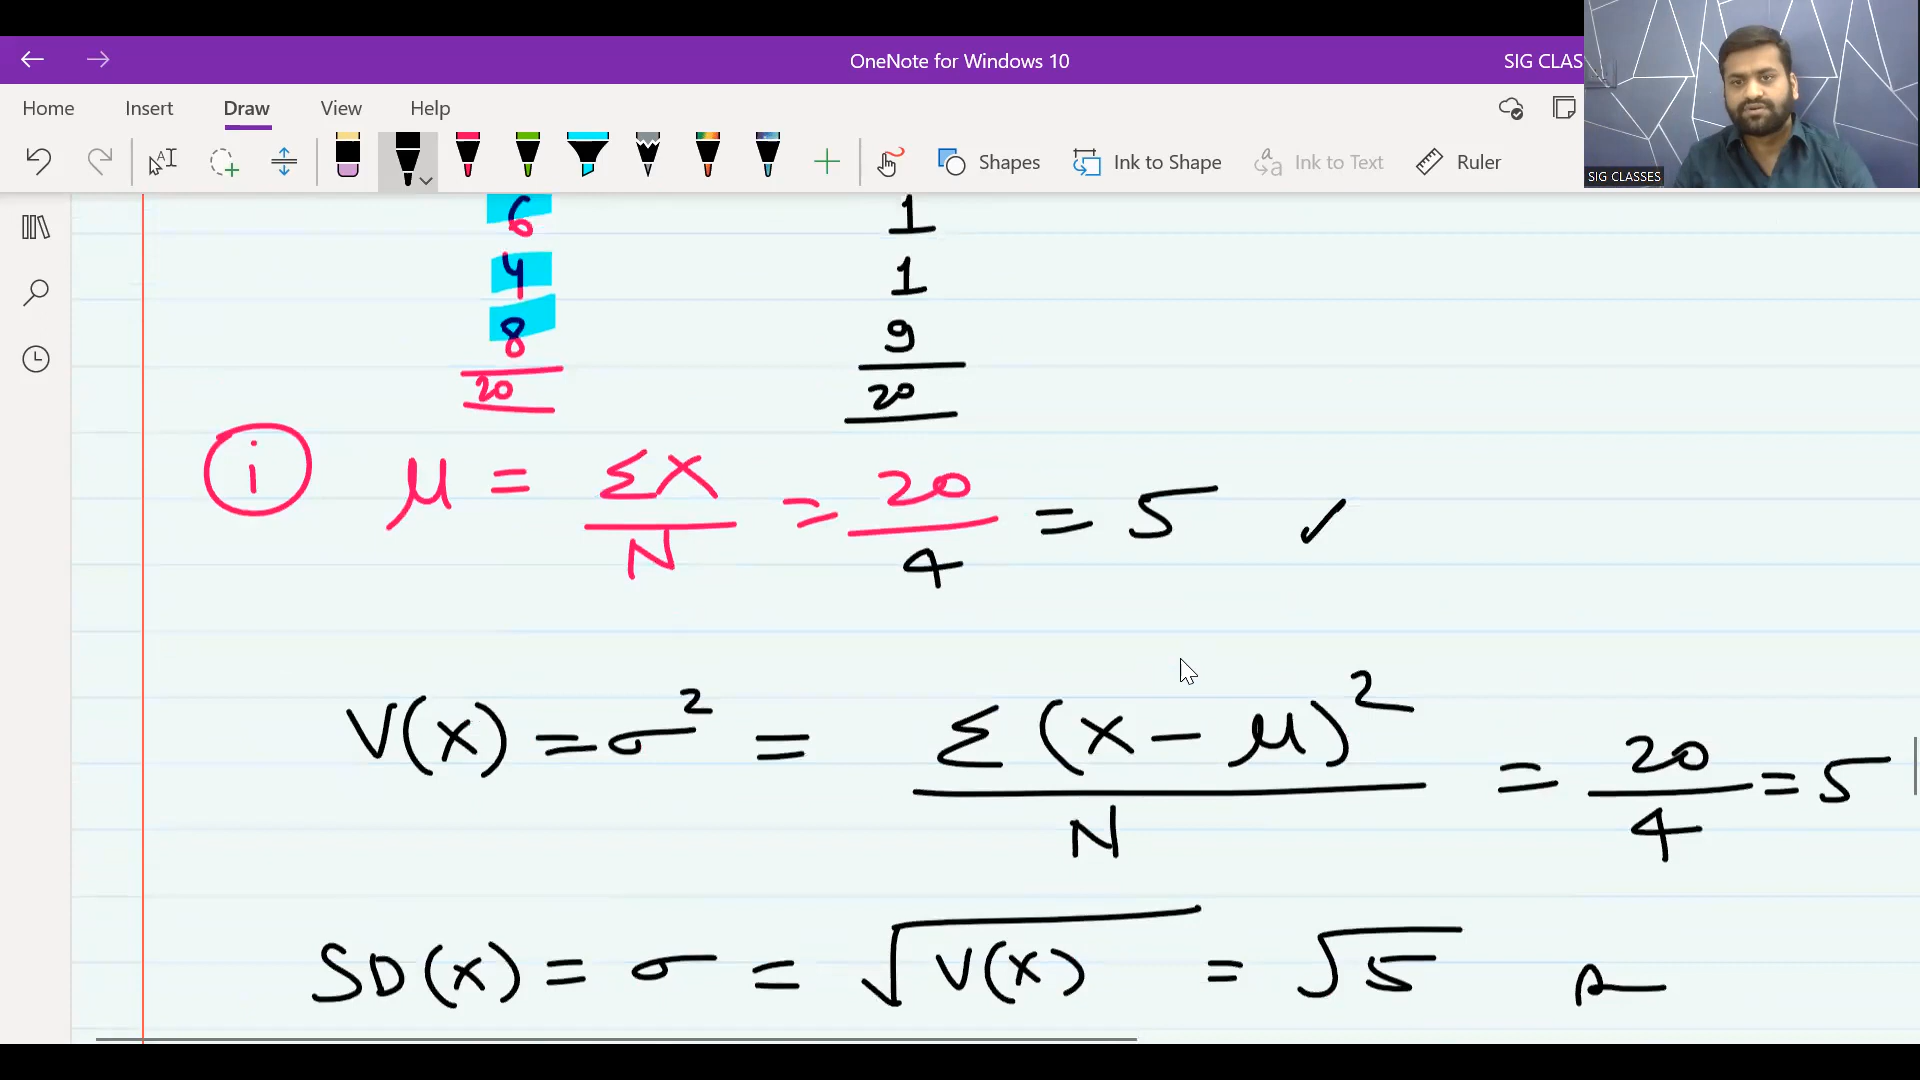 OneNote for Windows 10
SIG CLAS
Home Insert Draw View Help
Shapes Ink to Shape Ink to Text Ruler
SIG CLASSES
6 1
4 1
8 9
20 20
i μ = ΣX / N = 20 / 4 = 5 ✓
V(x) = σ² = Σ(x - μ)² / N = 20 / 4 = 5
SD(x) = σ = √V(x) = √5